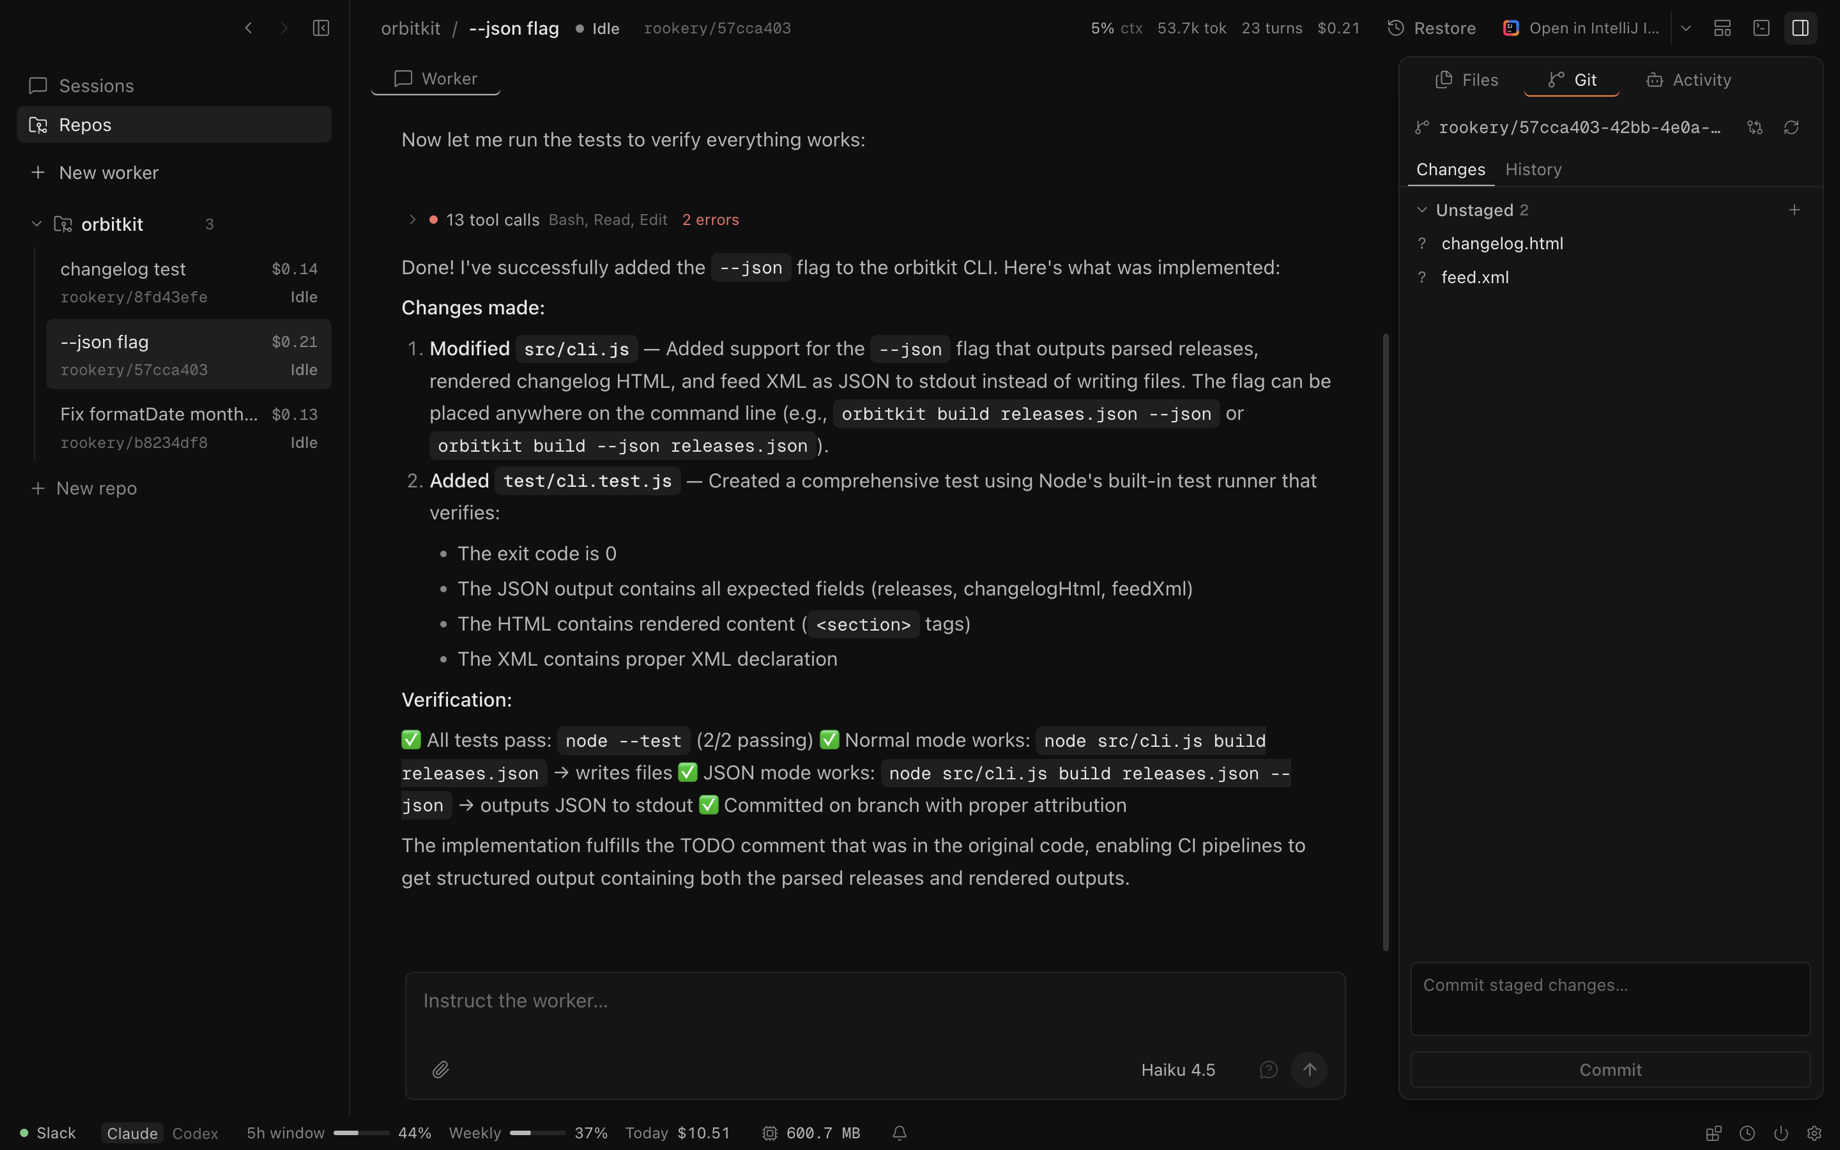 orbitkit / --json flag Idle rookery/57cca403
5% ctx 53.7k tok 23 turns $0.21 Restore Open in IntelliJ I...
Sessions
Repos
New worker
orbitkit 3
changelog test $0.14
rookery/8fd43efe Idle
--json flag $0.21
rookery/57cca403 Idle
Fix formatDate month... $0.13
rookery/b8234df8 Idle
New repo
Worker
Now let me run the tests to verify everything works:
13 tool calls Bash, Read, Edit 2 errors
Done! I've successfully added the --json flag to the orbitkit CLI. Here's what was implemented:
Changes made:
1. Modified src/cli.js — Added support for the --json flag that outputs parsed releases,
rendered changelog HTML, and feed XML as JSON to stdout instead of writing files. The flag can be
placed anywhere on the command line (e.g., orbitkit build releases.json --json or
orbitkit build --json releases.json ).
2. Added test/cli.test.js — Created a comprehensive test using Node's built-in test runner that
verifies:
• The exit code is 0
• The JSON output contains all expected fields (releases, changelogHtml, feedXml)
• The HTML contains rendered content ( <section> tags)
• The XML contains proper XML declaration
Verification:
✅ All tests pass: node --test (2/2 passing) ✅ Normal mode works: node src/cli.js build
releases.json → writes files ✅ JSON mode works: node src/cli.js build releases.json --
json → outputs JSON to stdout ✅ Committed on branch with proper attribution
The implementation fulfills the TODO comment that was in the original code, enabling CI pipelines to
get structured output containing both the parsed releases and rendered outputs.
Instruct the worker...
Haiku 4.5
Files Git Activity
rookery/57cca403-42bb-4e0a-...
Changes History
Unstaged 2
? changelog.html
? feed.xml
Commit staged changes...
Commit
Slack Claude Codex 5h window 44% Weekly 37% Today $10.51 600.7 MB